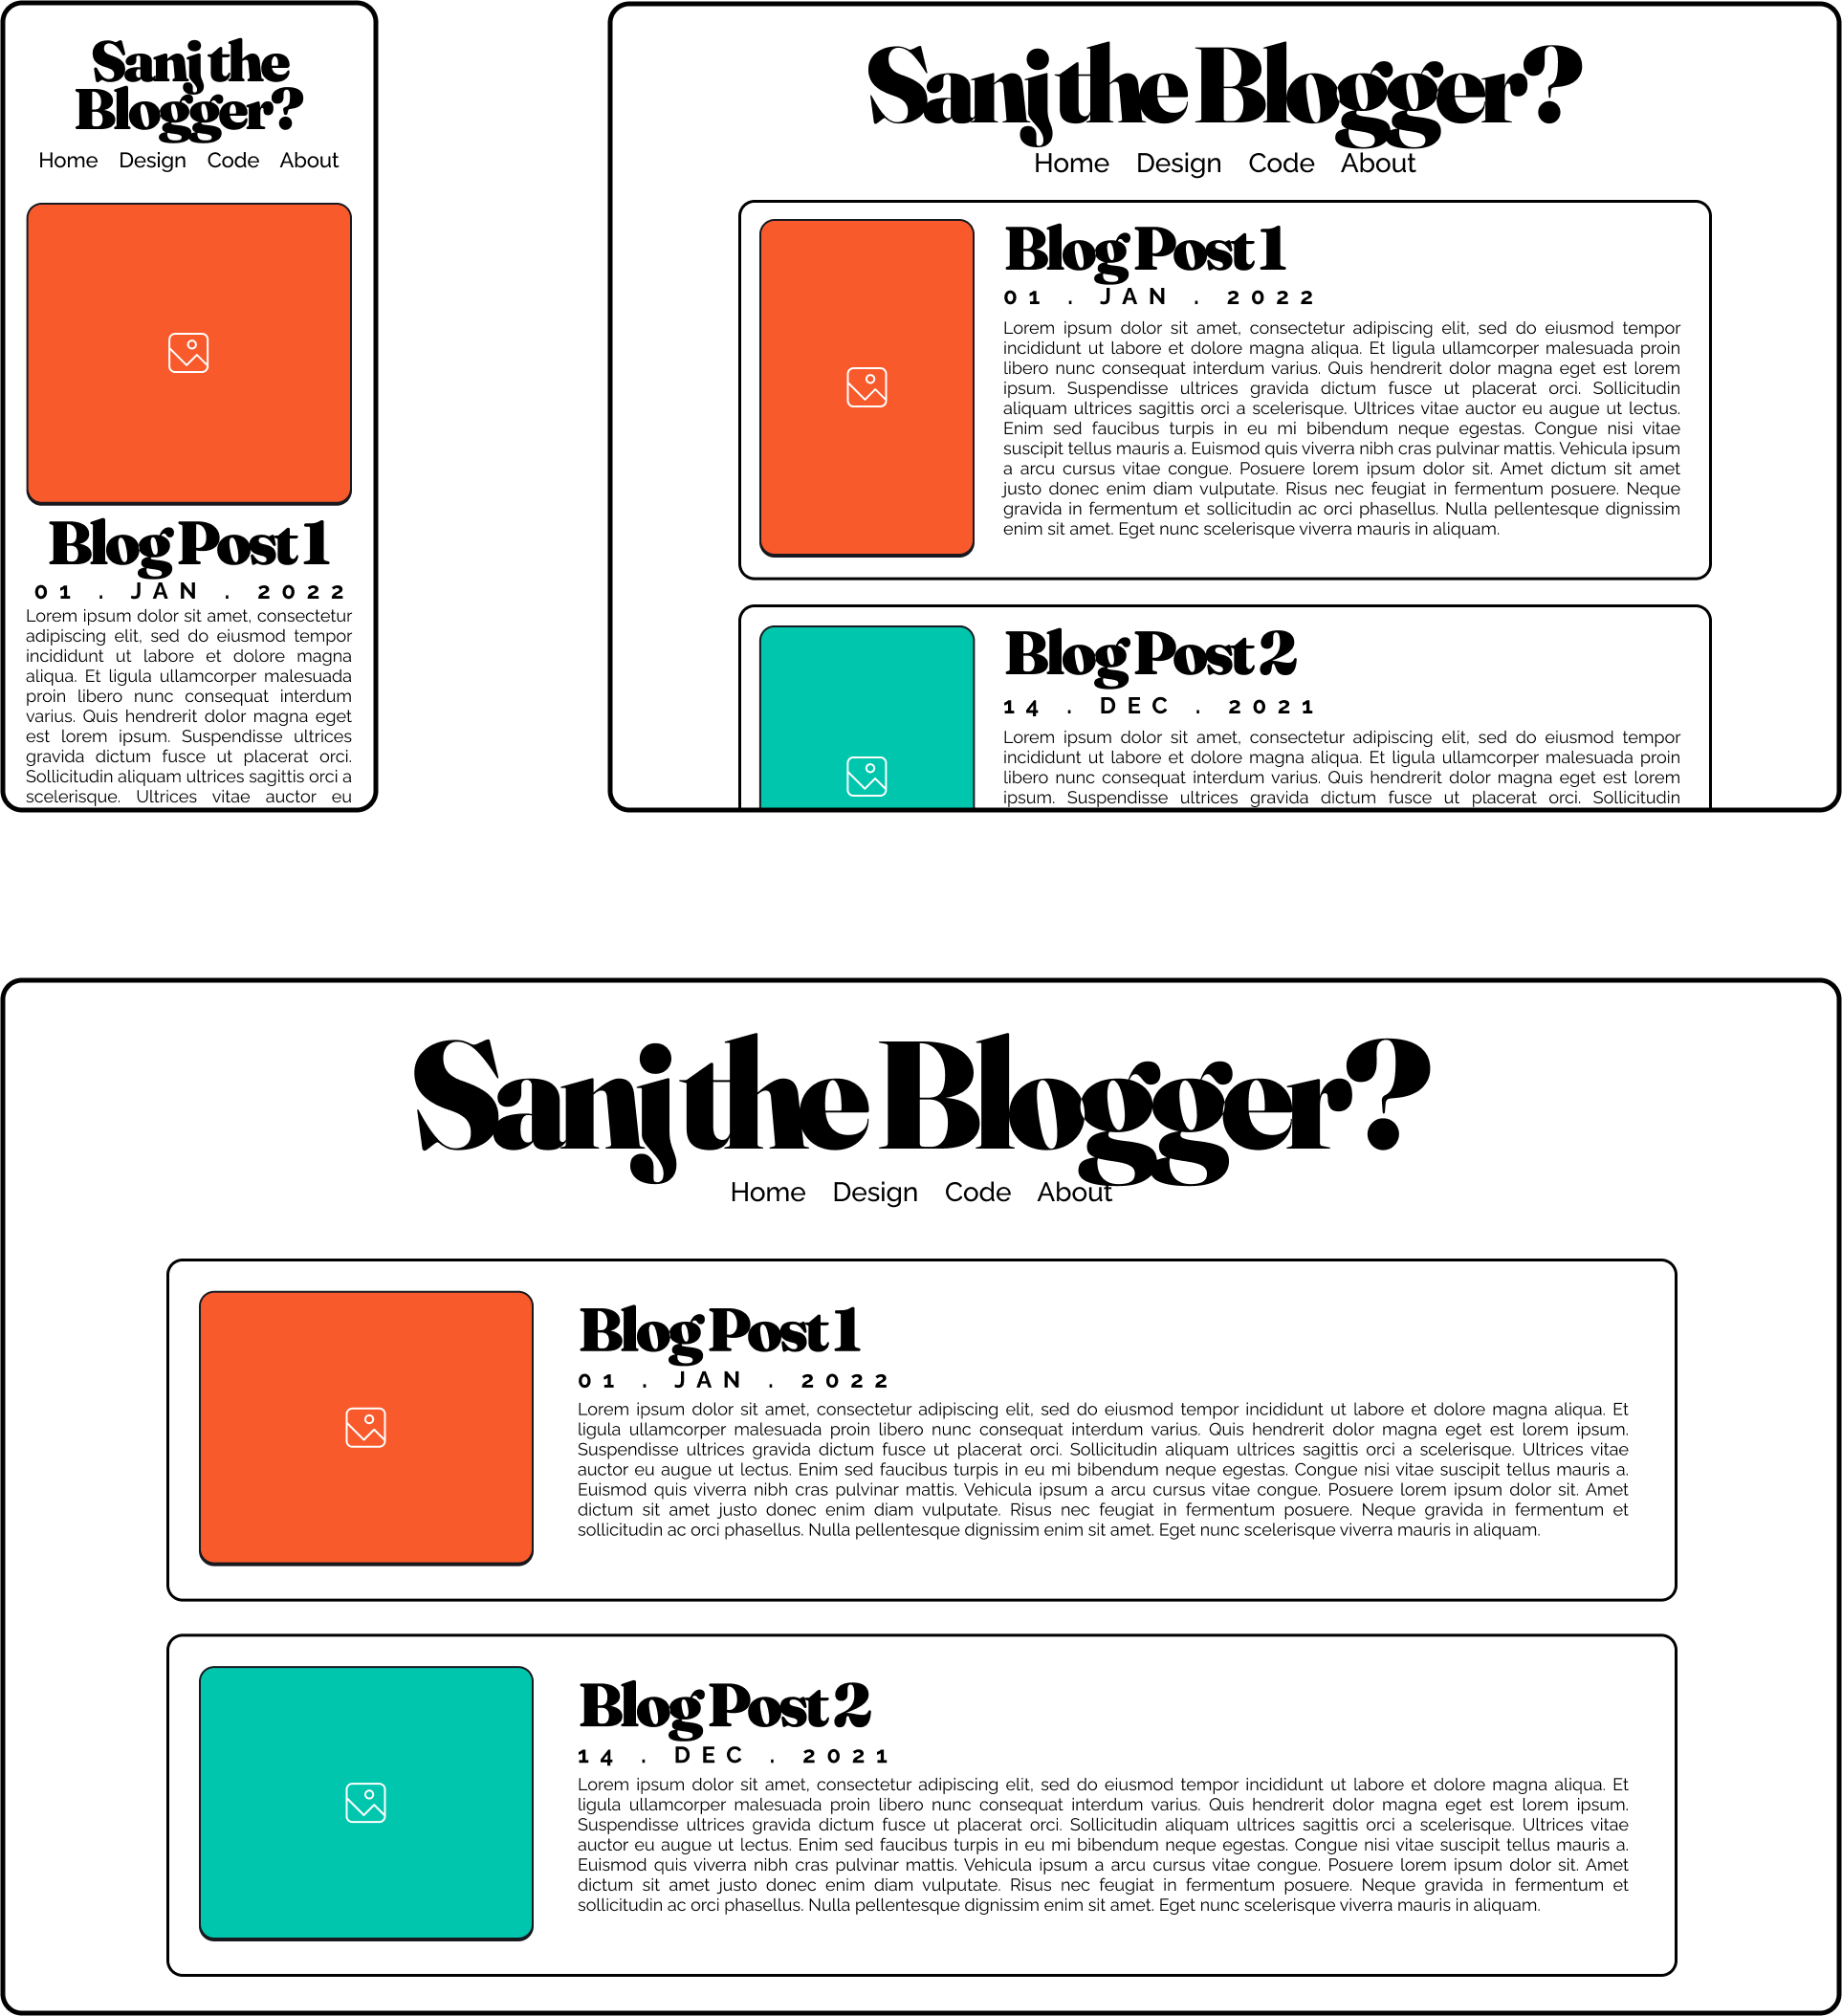 Sanj the
Blogger?
Home Design Code About
Blog Post 1
01 . JAN . 2022
Lorem ipsum dolor sit amet, consectetur
adipiscing elit, sed do eiusmod tempor
incididunt ut labore et dolore magna
aliqua. Et ligula ullamcorper malesuada
proin libero nunc consequat interdum
varius. Quis hendrerit dolor magna eget
est lorem ipsum. Suspendisse ultrices
gravida dictum fusce ut placerat orci.
Sollicitudin aliquam ultrices sagittis orci a
scelerisque. Ultrices vitae auctor eu
Sanj the Blogger?
Home Design Code About
Blog Post 1
01 . JAN . 2022
Lorem ipsum dolor sit amet, consectetur adipiscing elit, sed do eiusmod tempor
incididunt ut labore et dolore magna aliqua. Et ligula ullamcorper malesuada proin
libero nunc consequat interdum varius. Quis hendrerit dolor magna eget est lorem
ipsum. Suspendisse ultrices gravida dictum fusce ut placerat orci. Sollicitudin
aliquam ultrices sagittis orci a scelerisque. Ultrices vitae auctor eu augue ut lectus.
Enim sed faucibus turpis in eu mi bibendum neque egestas. Congue nisi vitae
suscipit tellus mauris a. Euismod quis viverra nibh cras pulvinar mattis. Vehicula ipsum
a arcu cursus vitae congue. Posuere lorem ipsum dolor sit. Amet dictum sit amet
justo donec enim diam vulputate. Risus nec feugiat in fermentum posuere. Neque
gravida in fermentum et sollicitudin ac orci phasellus. Nulla pellentesque dignissim
enim sit amet. Eget nunc scelerisque viverra mauris in aliquam.
Blog Post 2
14 . DEC . 2021
Lorem ipsum dolor sit amet, consectetur adipiscing elit, sed do eiusmod tempor
incididunt ut labore et dolore magna aliqua. Et ligula ullamcorper malesuada proin
libero nunc consequat interdum varius. Quis hendrerit dolor magna eget est lorem
ipsum. Suspendisse ultrices gravida dictum fusce ut placerat orci. Sollicitudin
Sanj the Blogger?
Home Design Code About
Blog Post 1
01 . JAN . 2022
Lorem ipsum dolor sit amet, consectetur adipiscing elit, sed do eiusmod tempor incididunt ut labore et dolore magna aliqua. Et
ligula ullamcorper malesuada proin libero nunc consequat interdum varius. Quis hendrerit dolor magna eget est lorem ipsum.
Suspendisse ultrices gravida dictum fusce ut placerat orci. Sollicitudin aliquam ultrices sagittis orci a scelerisque. Ultrices vitae
auctor eu augue ut lectus. Enim sed faucibus turpis in eu mi bibendum neque egestas. Congue nisi vitae suscipit tellus mauris a.
Euismod quis viverra nibh cras pulvinar mattis. Vehicula ipsum a arcu cursus vitae congue. Posuere lorem ipsum dolor sit. Amet
dictum sit amet justo donec enim diam vulputate. Risus nec feugiat in fermentum posuere. Neque gravida in fermentum et
sollicitudin ac orci phasellus. Nulla pellentesque dignissim enim sit amet. Eget nunc scelerisque viverra mauris in aliquam.
Blog Post 2
14 . DEC . 2021
Lorem ipsum dolor sit amet, consectetur adipiscing elit, sed do eiusmod tempor incididunt ut labore et dolore magna aliqua. Et
ligula ullamcorper malesuada proin libero nunc consequat interdum varius. Quis hendrerit dolor magna eget est lorem ipsum.
Suspendisse ultrices gravida dictum fusce ut placerat orci. Sollicitudin aliquam ultrices sagittis orci a scelerisque. Ultrices vitae
auctor eu augue ut lectus. Enim sed faucibus turpis in eu mi bibendum neque egestas. Congue nisi vitae suscipit tellus mauris a.
Euismod quis viverra nibh cras pulvinar mattis. Vehicula ipsum a arcu cursus vitae congue. Posuere lorem ipsum dolor sit. Amet
dictum sit amet justo donec enim diam vulputate. Risus nec feugiat in fermentum posuere. Neque gravida in fermentum et
sollicitudin ac orci phasellus. Nulla pellentesque dignissim enim sit amet. Eget nunc scelerisque viverra mauris in aliquam.